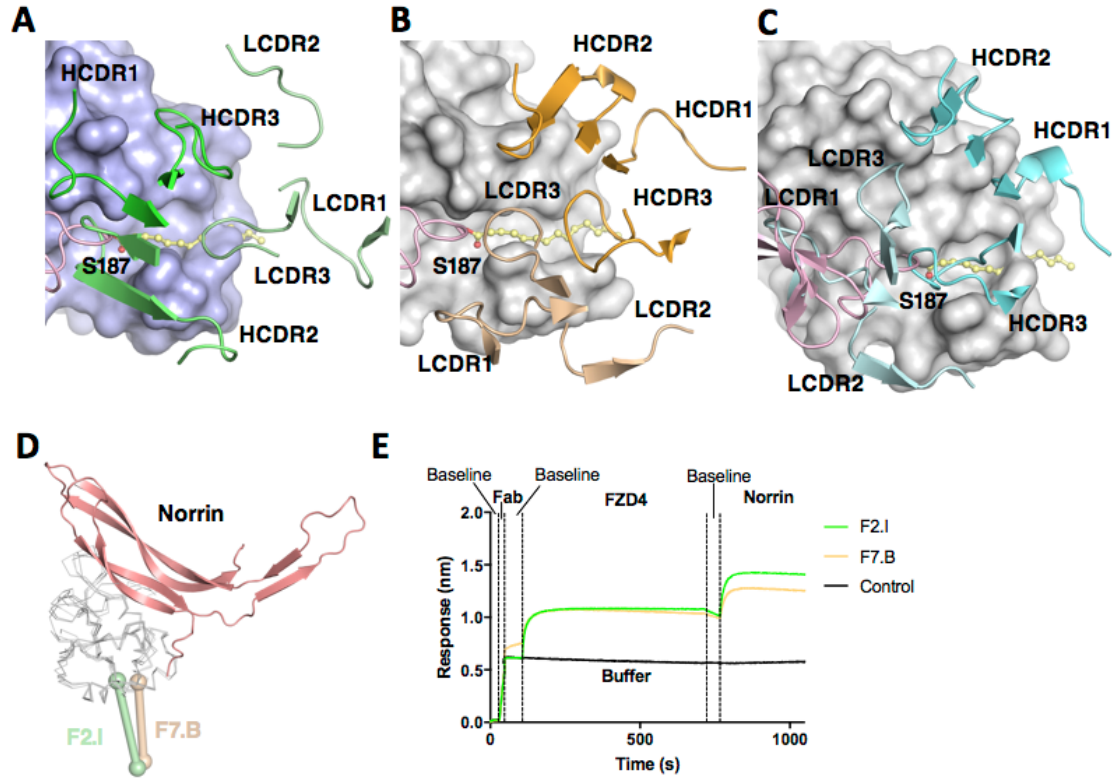 A
HCDR1
LCDR2
HCDR3
LCDR1
S187
LCDR3
HCDR2
B
HCDR2
HCDR1
LCDR3
HCDR3
S187
LCDR2
LCDR1
C
HCDR2
HCDR1
LCDR3
LCDR1
S187
HCDR3
LCDR2
D
Norrin
F2.I
F7.B
E
Baseline
Baseline
Baseline
Fab
FZD4
Norrin
2.0
1.5
1.0
0.5
0.0
Response (nm)
Buffer
0
500
1000
Time (s)
F2.I
F7.B
Control